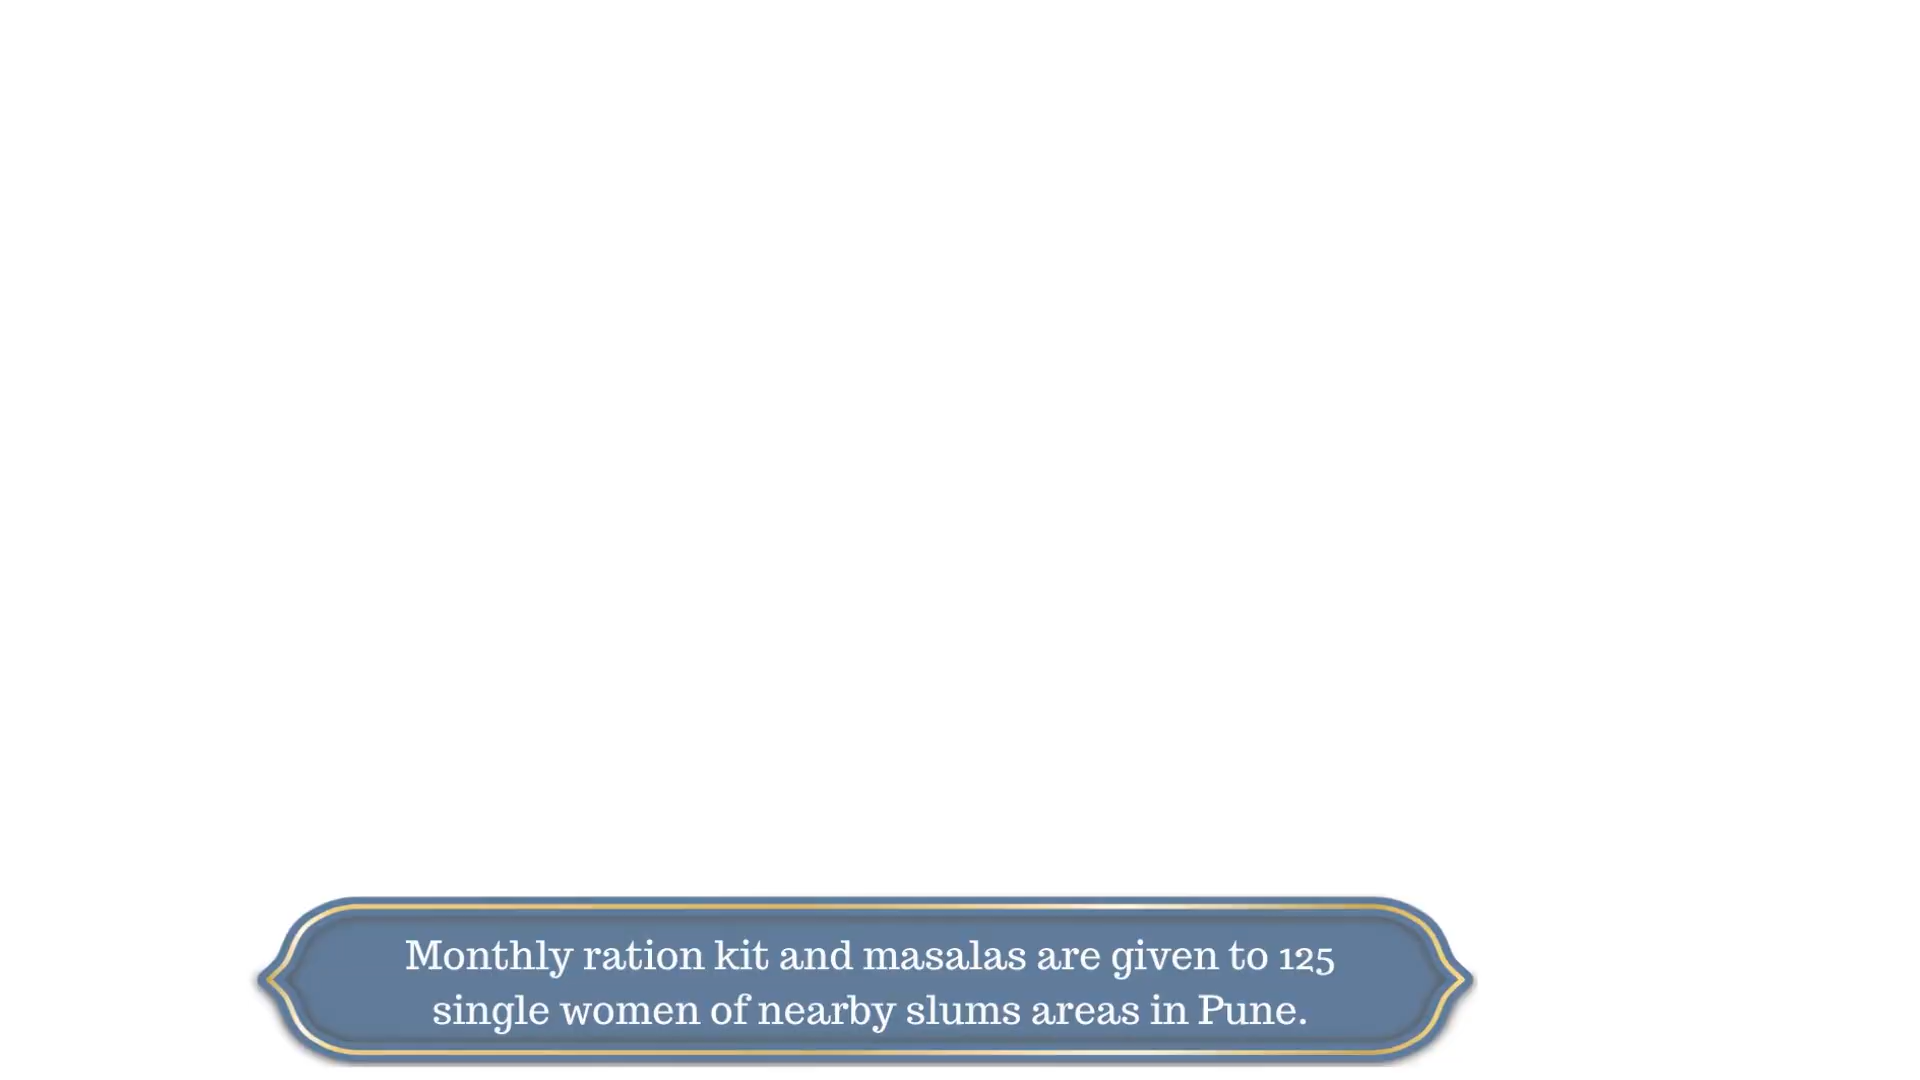 Monthly ration kit and masalas are given to 125
single women of nearby slums areas in Pune.